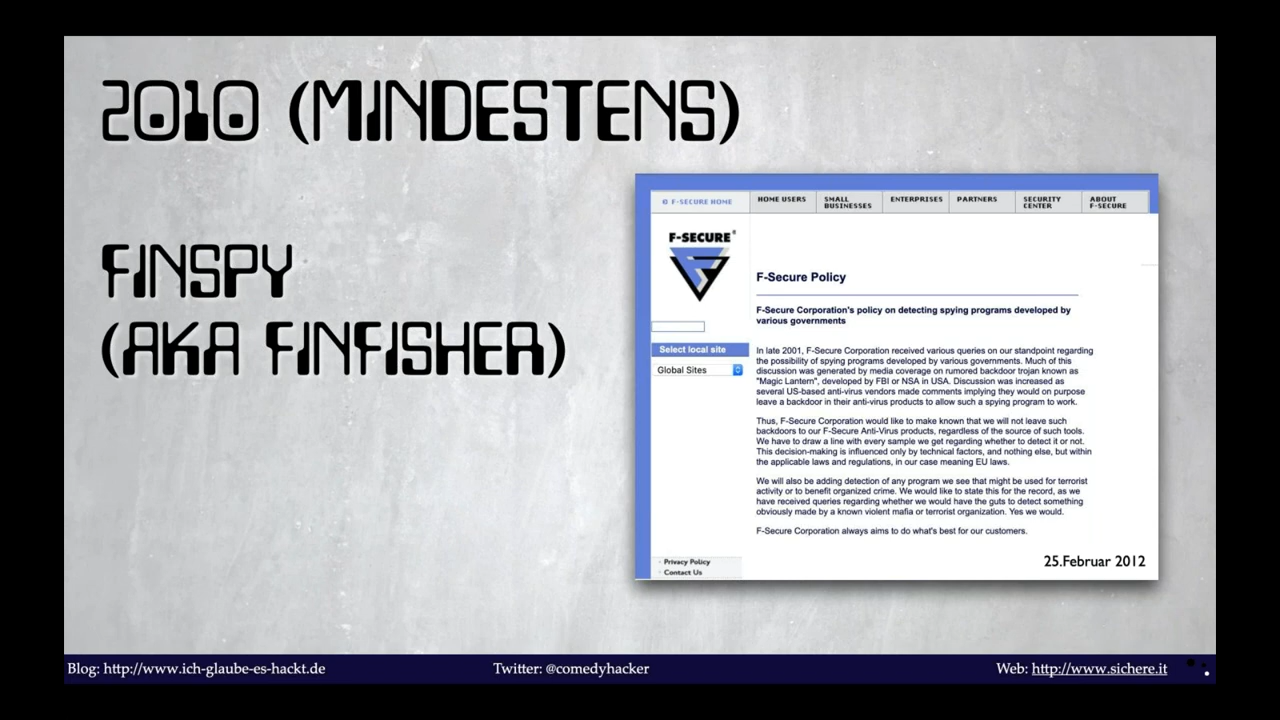 2010 (MINDESTENS)
FINSPY
(AKA FINFISHER)
F-SECURE HOME
HOME USERS
SMALL
BUSINESSES
ENTERPRISES
PARTNERS
SECURITY
CENTER
ABOUT
F-SECURE
F-SECURE®
Select local site
Global Sites
F-Secure Policy
F-Secure Corporation's policy on detecting spying programs developed by
various governments
In late 2001, F-Secure Corporation received various queries on our standpoint regarding
the possibility of spying programs developed by various governments. Much of this
discussion was generated by media coverage on rumored backdoor trojan known as
"Magic Lantern", developed by FBI or NSA in USA. Discussion was increased as
several US-based anti-virus vendors made comments implying they would on purpose
leave a backdoor in their anti-virus products to allow such a spying program to work.
Thus, F-Secure Corporation would like to make known that we will not leave such
backdoors to our F-Secure Anti-Virus products, regardless of the source of such tools.
We have to draw a line with every sample we get regarding whether to detect it or not.
This decision-making is influenced only by technical factors, and nothing else, but within
the applicable laws and regulations, in our case meaning EU laws.
We will also be adding detection of any program we see that might be used for terrorist
activity or to benefit organized crime. We would like to state this for the record, as we
have received queries regarding whether we would have the guts to detect something
obviously made by a known violent mafia or terrorist organization. Yes we would.
F-Secure Corporation always aims to do what's best for our customers.
Privacy Policy
Contact Us
25.Februar 2012
Blog: http://www.ich-glaube-es-hackt.de
Twitter: @comedyhacker
Web: http://www.sichere.it